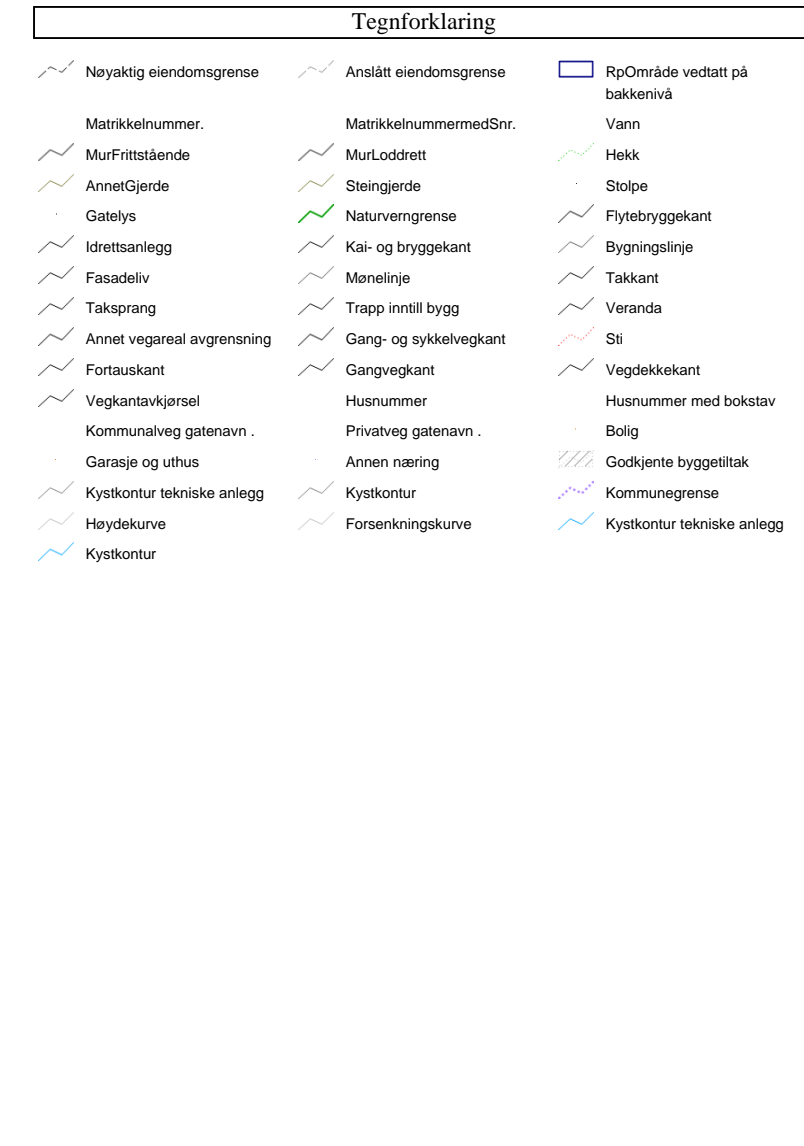 Tegnforklaring
Nøyaktig eiendomsgrense
Anslått eiendomsgrense
RpOmråde vedtatt på
bakkenivå
Matrikkelnummer.
MatrikkelnummermedSnr.
Vann
MurFrittstående
MurLoddrett
Hekk
AnnetGjerde
Steingjerde
Stolpe
Gatelys
Naturverngrense
Flytebryggekant
Idrettsanlegg
Kai- og bryggekant
Bygningslinje
Fasadeliv
Mønelinje
Takkant
Taksprang
Trapp inntill bygg
Veranda
Annet vegareal avgrensning
Gang- og sykkelvegkant
Sti
Fortauskant
Gangvegkant
Vegdekkekant
Vegkantavkjørsel
Husnummer
Husnummer med bokstav
Kommunalveg gatenavn .
Privatveg gatenavn .
Bolig
Garasje og uthus
Annen næring
Godkjente byggetiltak
Kystkontur tekniske anlegg
Kystkontur
Kommunegrense
Høydekurve
Forsenkningskurve
Kystkontur tekniske anlegg
Kystkontur